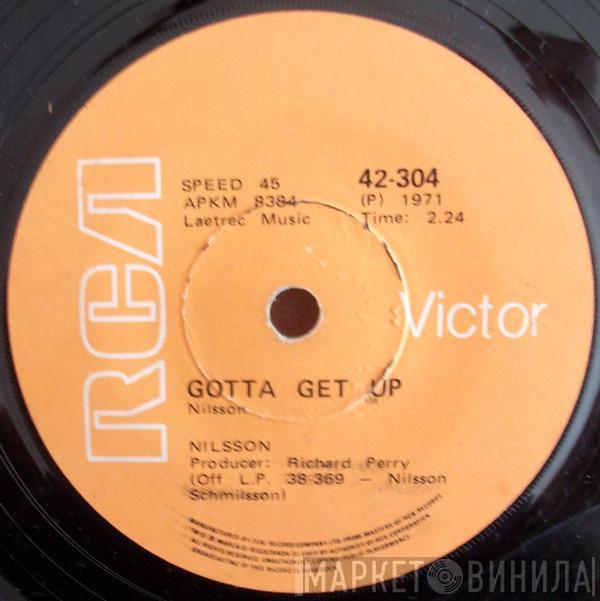 RCA
Victor
SPEED 45
APKM 8384
Laetrec Music
42-304
(P) 1971
Time: 2.24
GOTTA GET UP
Nilsson
NILSSON
Producer: Richard Perry
(Off L.P. 38-369 — Nilsson
Schmilsson)
МАРКЕТ ВИНИЛА